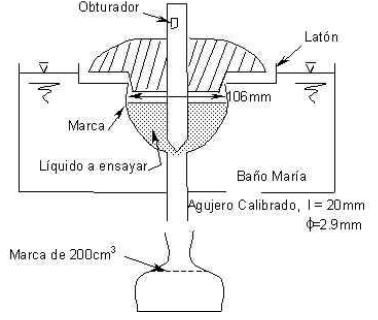 Obturador
Latón
106mm
Marca
Líquido a ensayar
Baño María
Agujero Calibrado, l = 20mm
ϕ=2.9mm
Marca de 200cm³